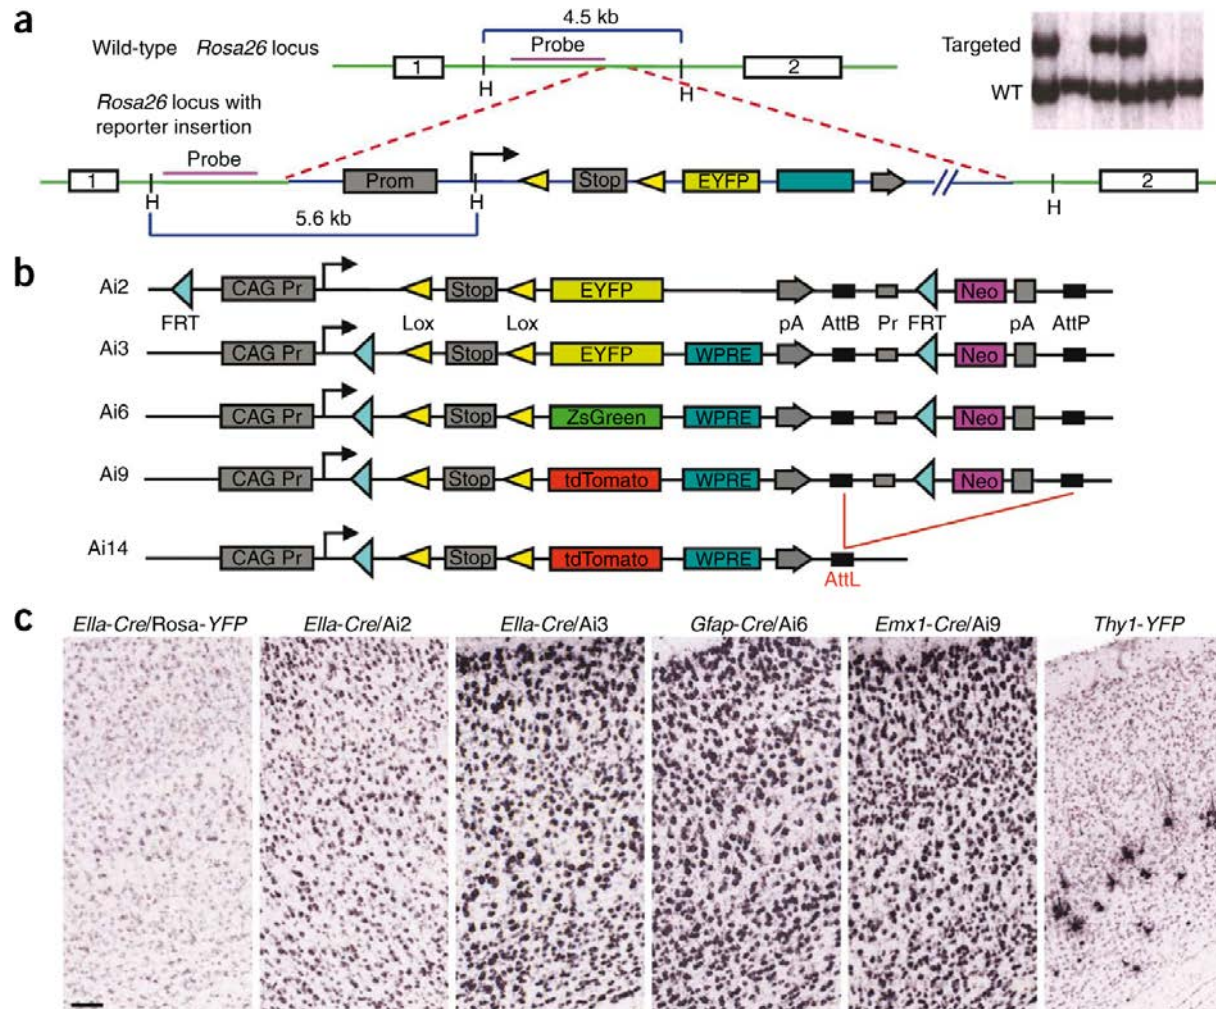 a
4.5 kb
Wild-type Rosa26 locus
Probe
1
H
H
2
Targeted
WT
Rosa26 locus with
reporter insertion
Probe
1
H
Prom
H
Stop
EYFP
H
2
5.6 kb
b
Ai2
CAG Pr
Stop
EYFP
Neo
FRT
Lox
Lox
pA
AttB
Pr
FRT
pA
AttP
Ai3
CAG Pr
Stop
EYFP
WPRE
Neo
Ai6
CAG Pr
Stop
ZsGreen
WPRE
Neo
Ai9
CAG Pr
Stop
tdTomato
WPRE
Neo
Ai14
CAG Pr
Stop
tdTomato
WPRE
AttL
c
Ella-Cre/Rosa-YFP
Ella-Cre/Ai2
Ella-Cre/Ai3
Gfap-Cre/Ai6
Emx1-Cre/Ai9
Thy1-YFP